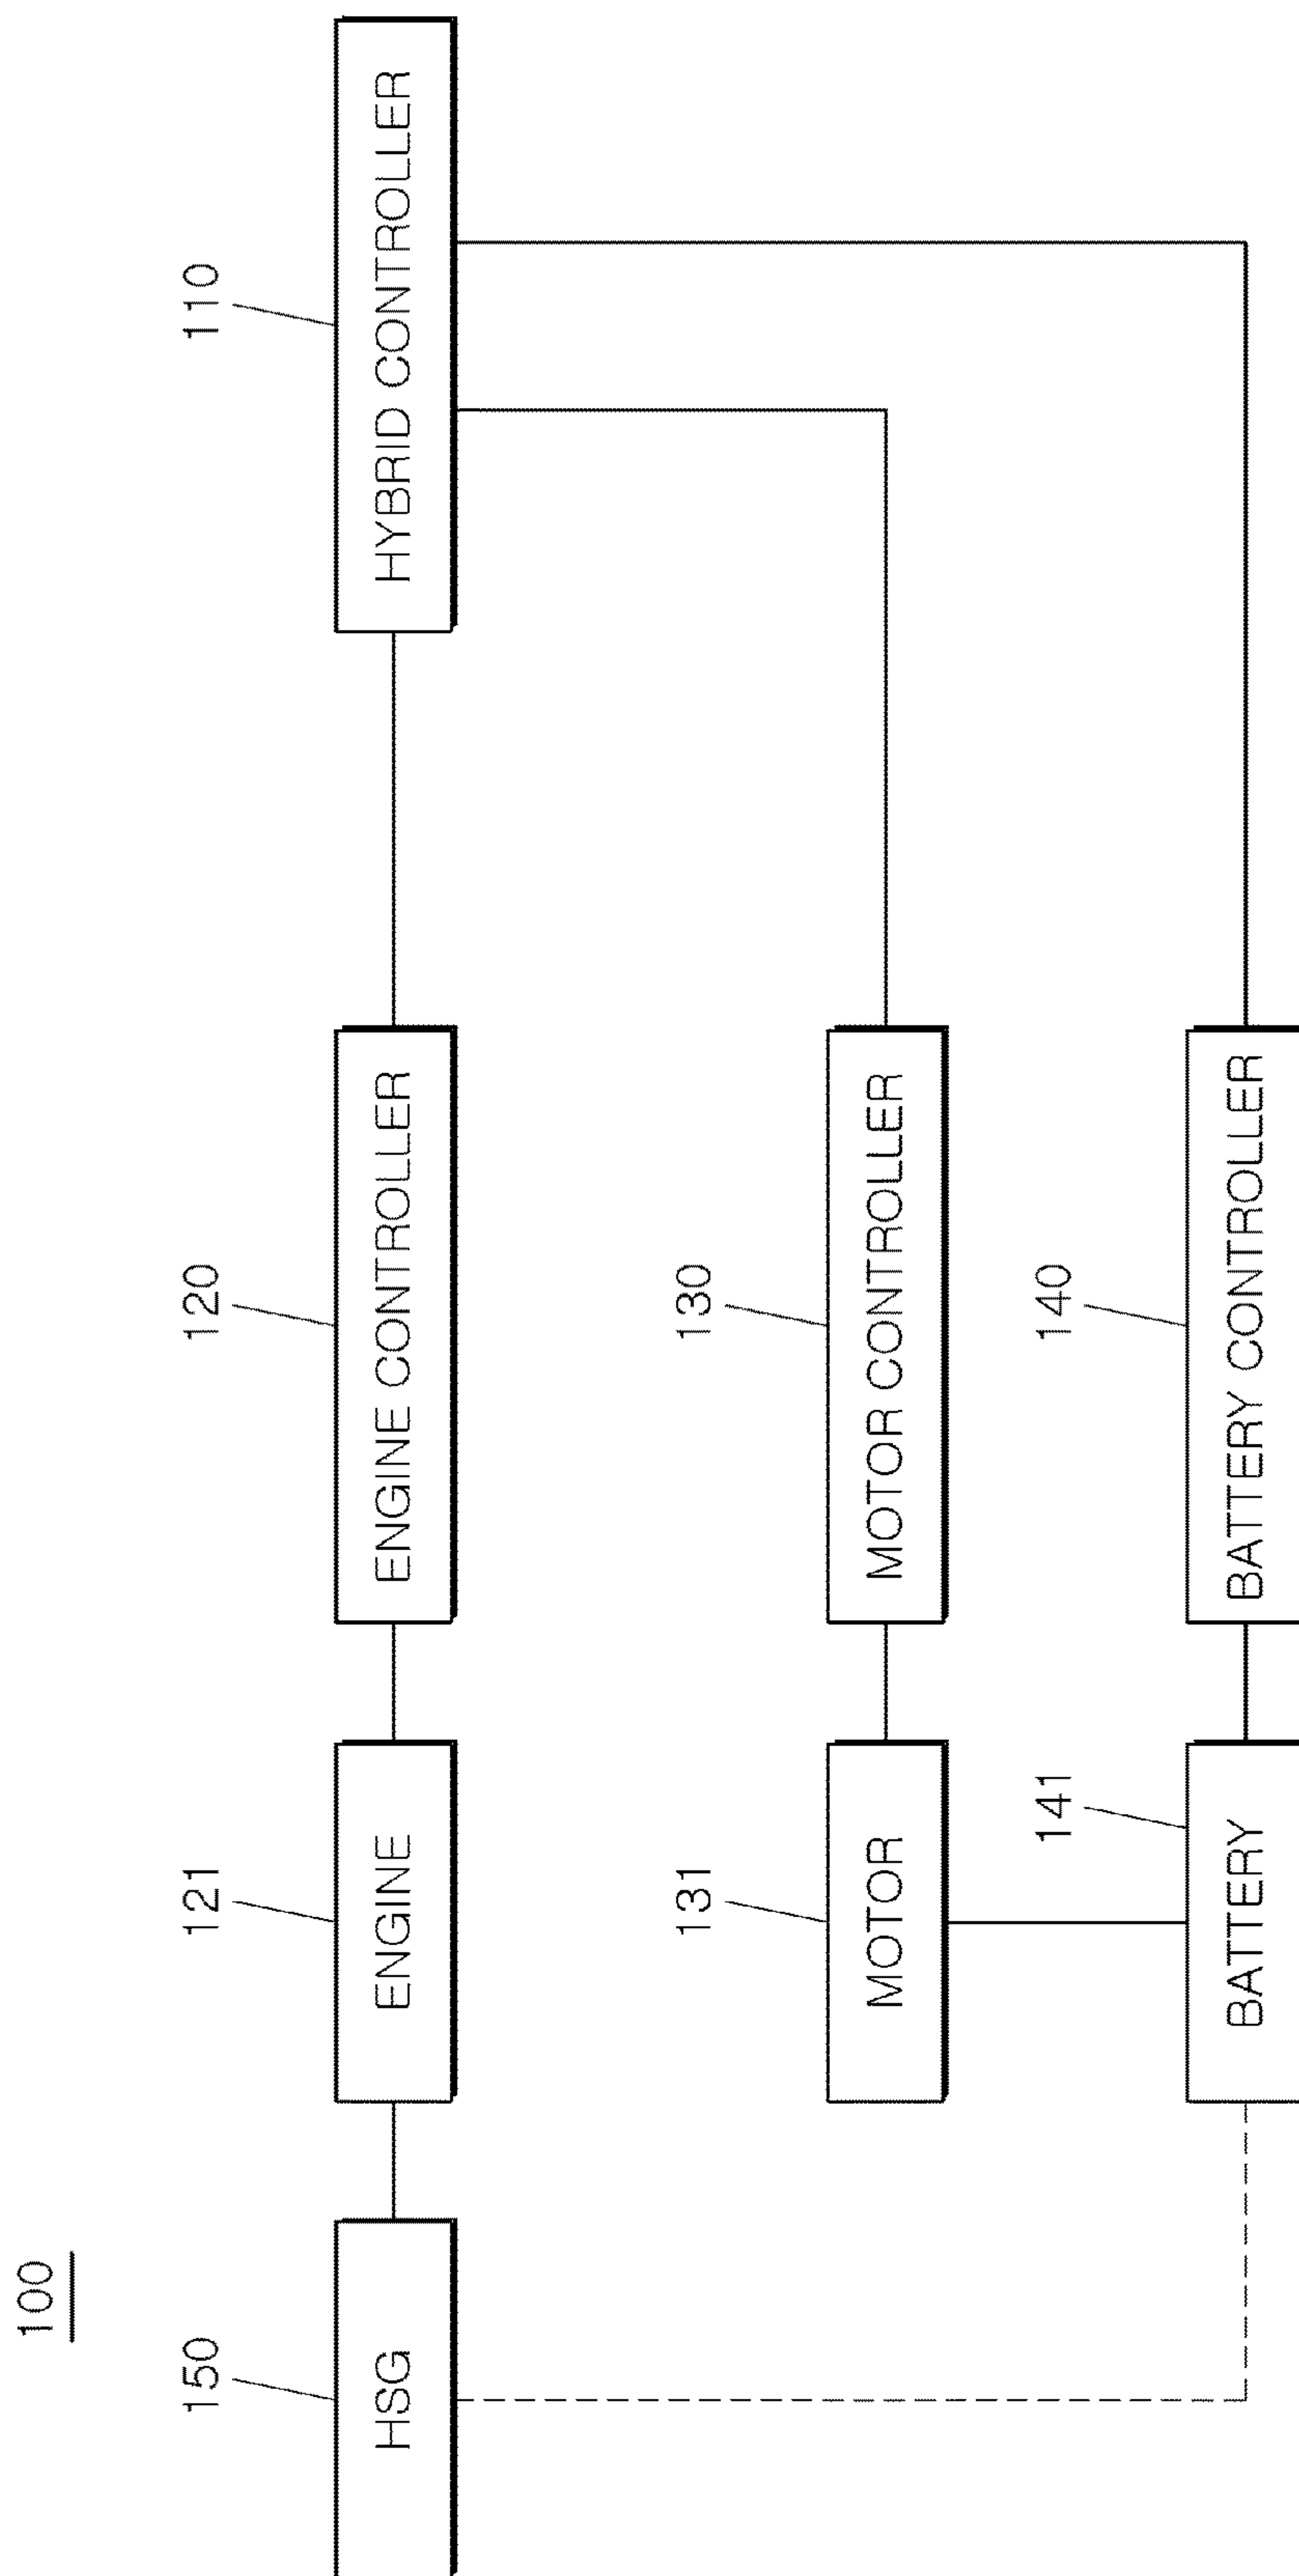 100
150
HSG
121
ENGINE
120
ENGINE CONTROLLER
110
HYBRID CONTROLLER
131
MOTOR
130
MOTOR CONTROLLER
141
BATTERY
140
BATTERY CONTROLLER